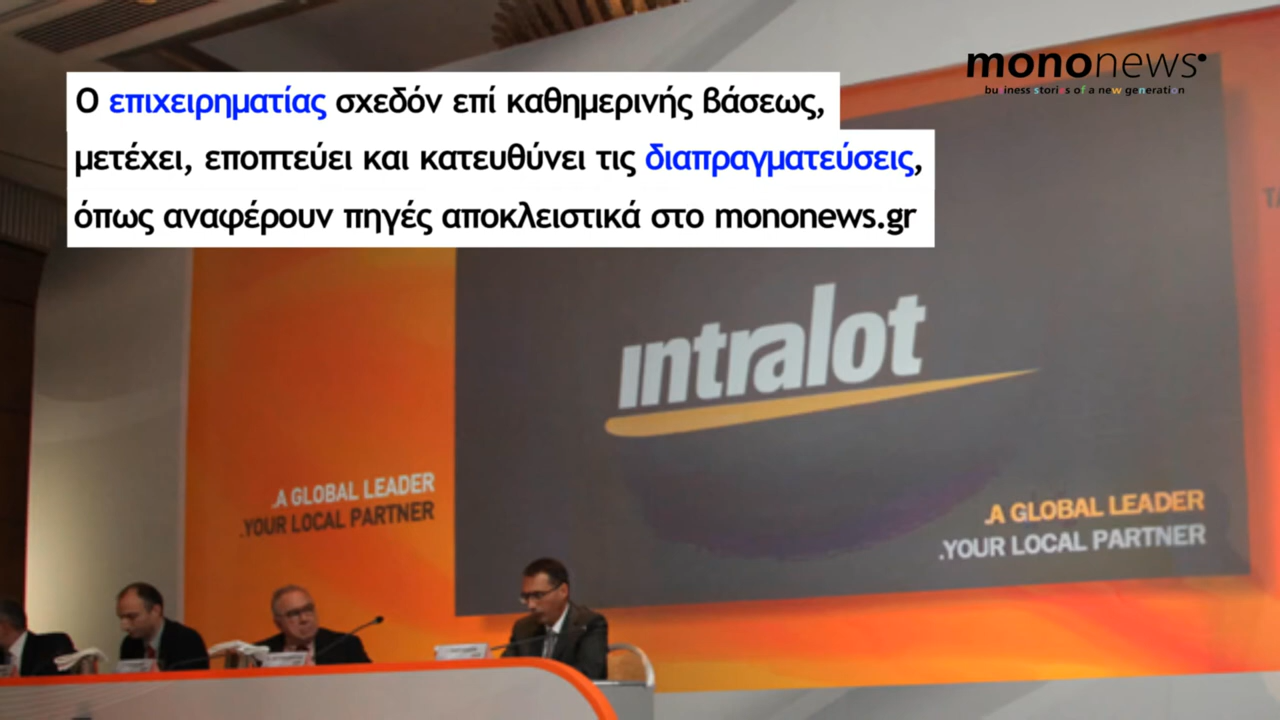 mononews
business stories of a new generation
Ο επιχειρηματίας σχεδόν επί καθημερινής βάσεως,
μετέχει, εποπτεύει και κατευθύνει τις διαπραγματεύσεις,
όπως αναφέρουν πηγές αποκλειστικά στο mononews.gr
intralot
.A GLOBAL LEADER
.YOUR LOCAL PARTNER
.A GLOBAL LEADER
.YOUR LOCAL PARTNER